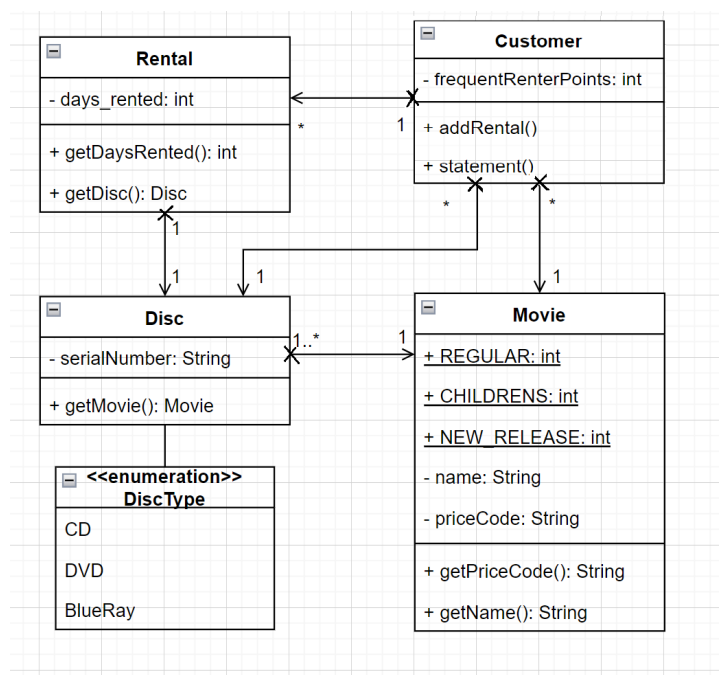 Rental
- days_rented: int
+ getDaysRented(): int
+ getDisc(): Disc
Customer
- frequentRenterPoints: int
+ addRental()
+ statement()
*
1
1
1
*
1
*
1
Disc
- serialNumber: String
+ getMovie(): Movie
1..*
1
Movie
+ REGULAR: int
+ CHILDRENS: int
+ NEW_RELEASE: int
- name: String
- priceCode: String
+ getPriceCode(): String
+ getName(): String
<<enumeration>>
DiscType
CD
DVD
BlueRay